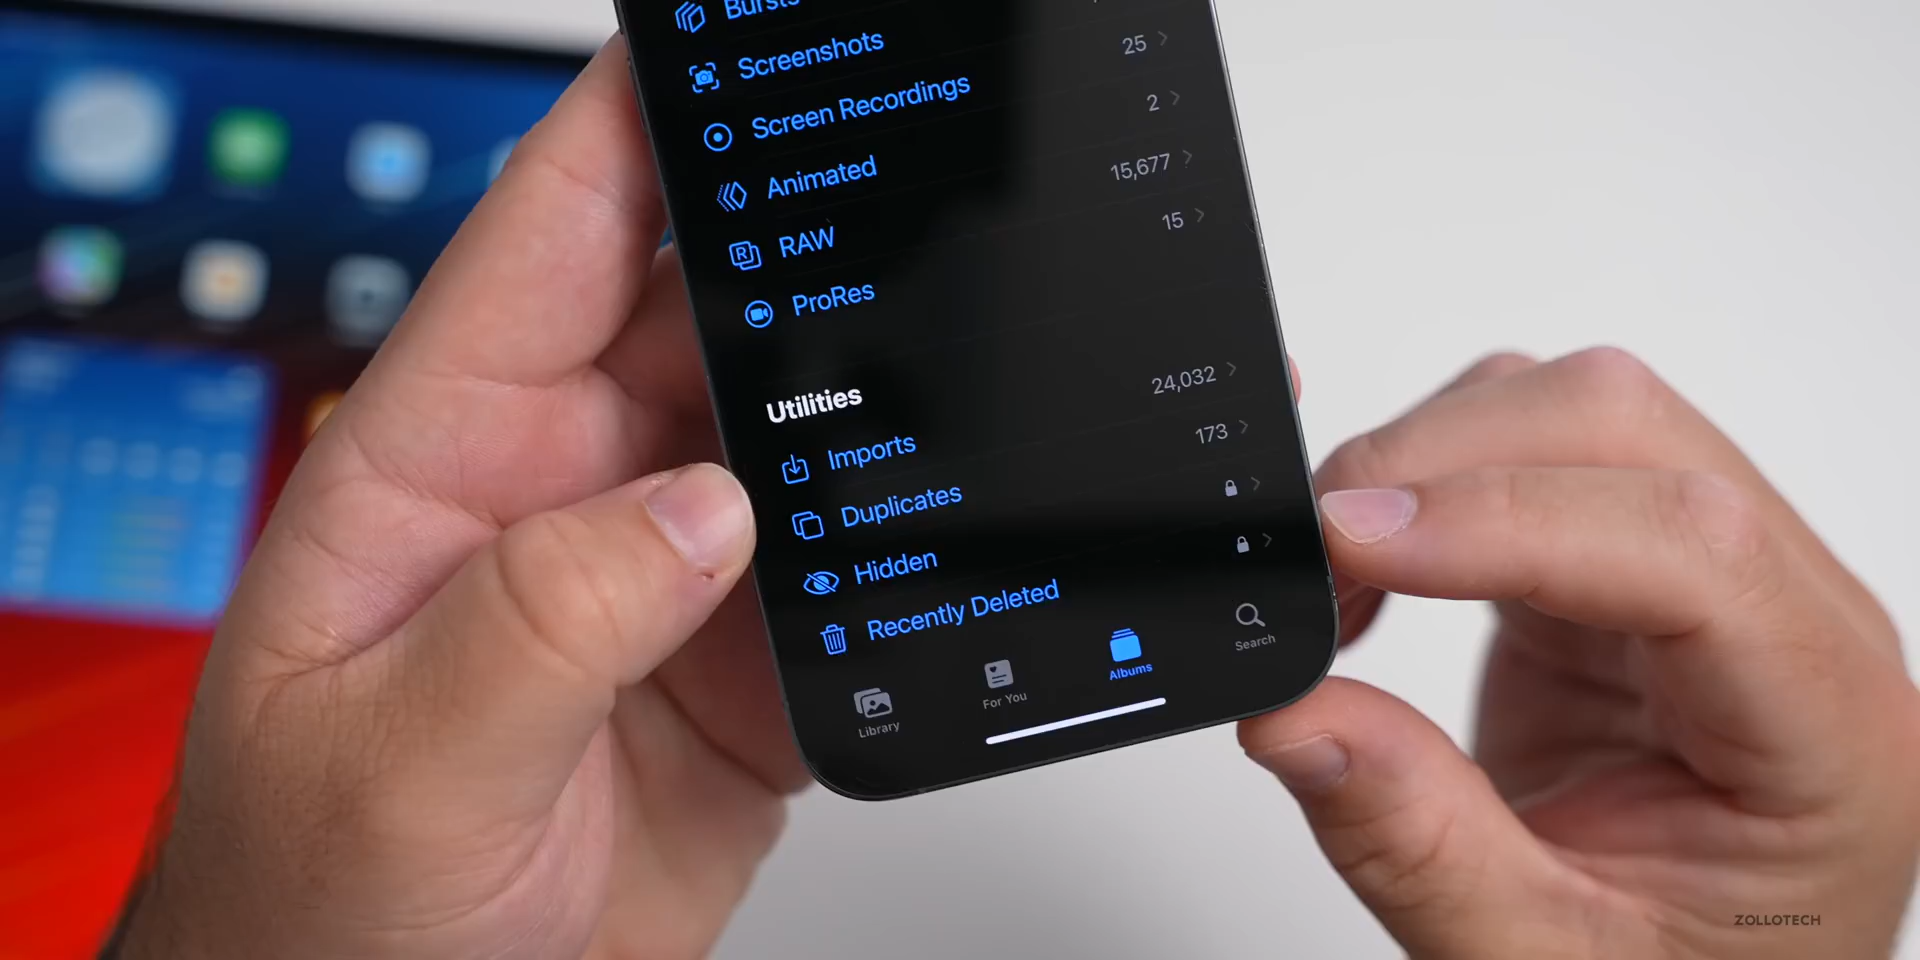 Bursts
Screenshots
25
Screen Recordings
2
Animated
15,677
RAW
15
ProRes
Utilities
24,032
Imports
173
Duplicates
Hidden
Recently Deleted
Library
For You
Albums
Search
ZOLLOTECH